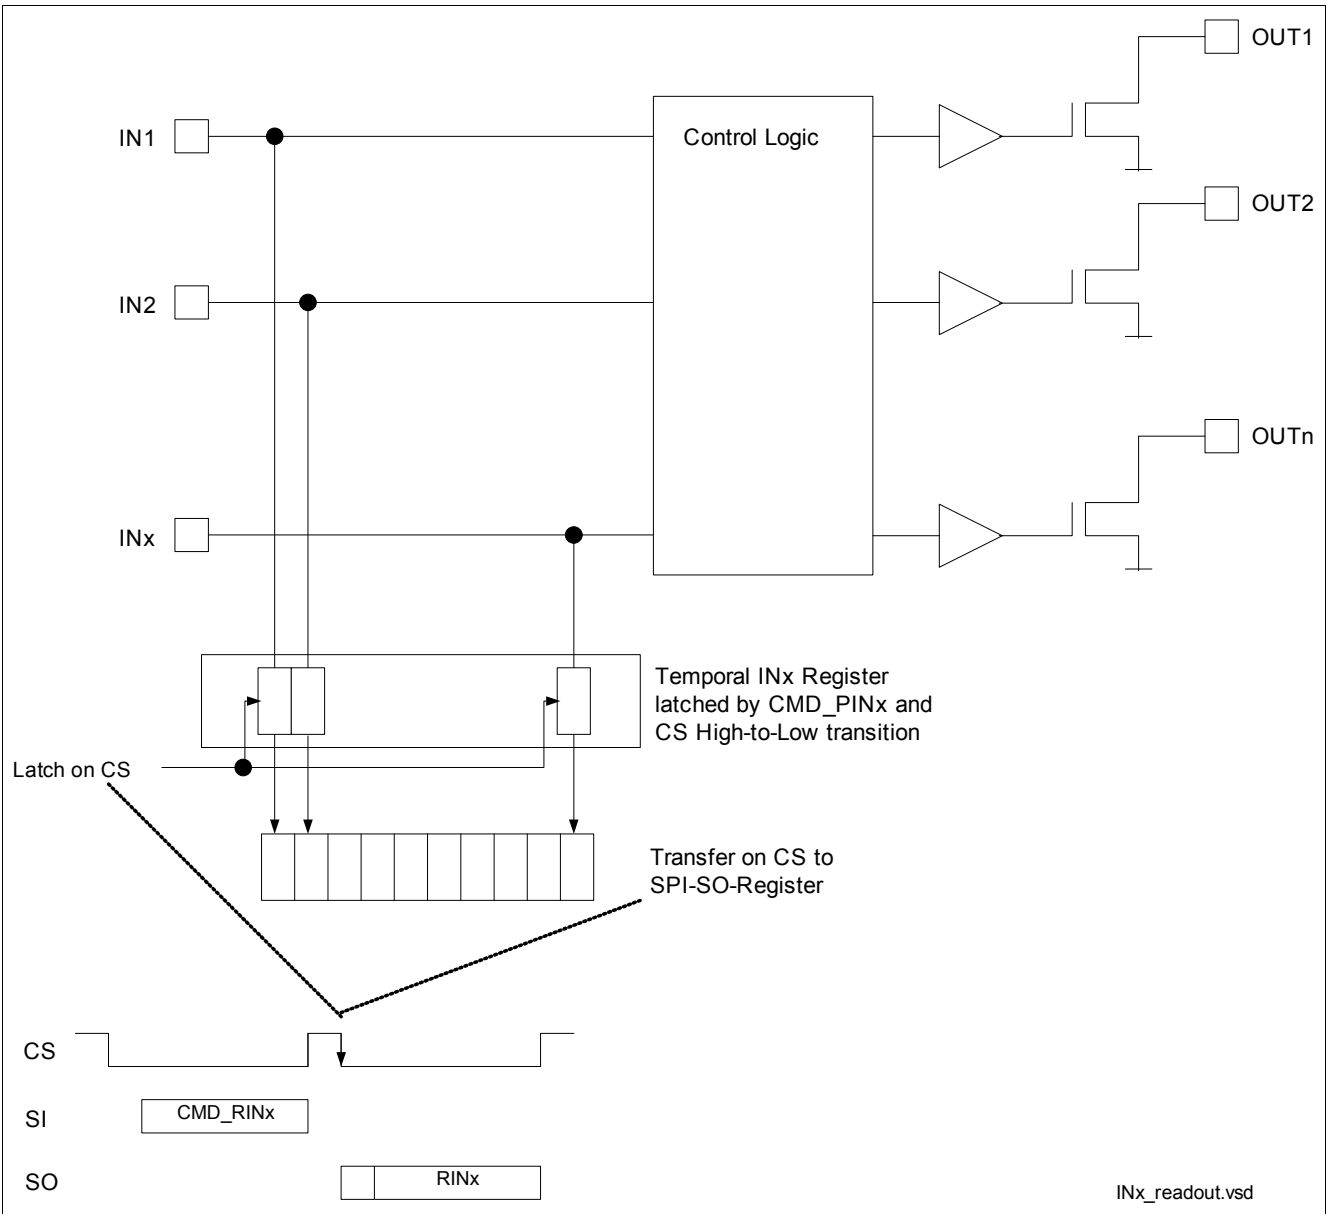 OUT1
IN1
Control Logic
OUT2
IN2
OUTn
INx
Temporal INx Register
latched by CMD_PINx and
CS High-to-Low transition
Latch on CS
Transfer on CS to
SPI-SO-Register
CS
SI
CMD_RINx
SO
RINx
INx_readout.vsd